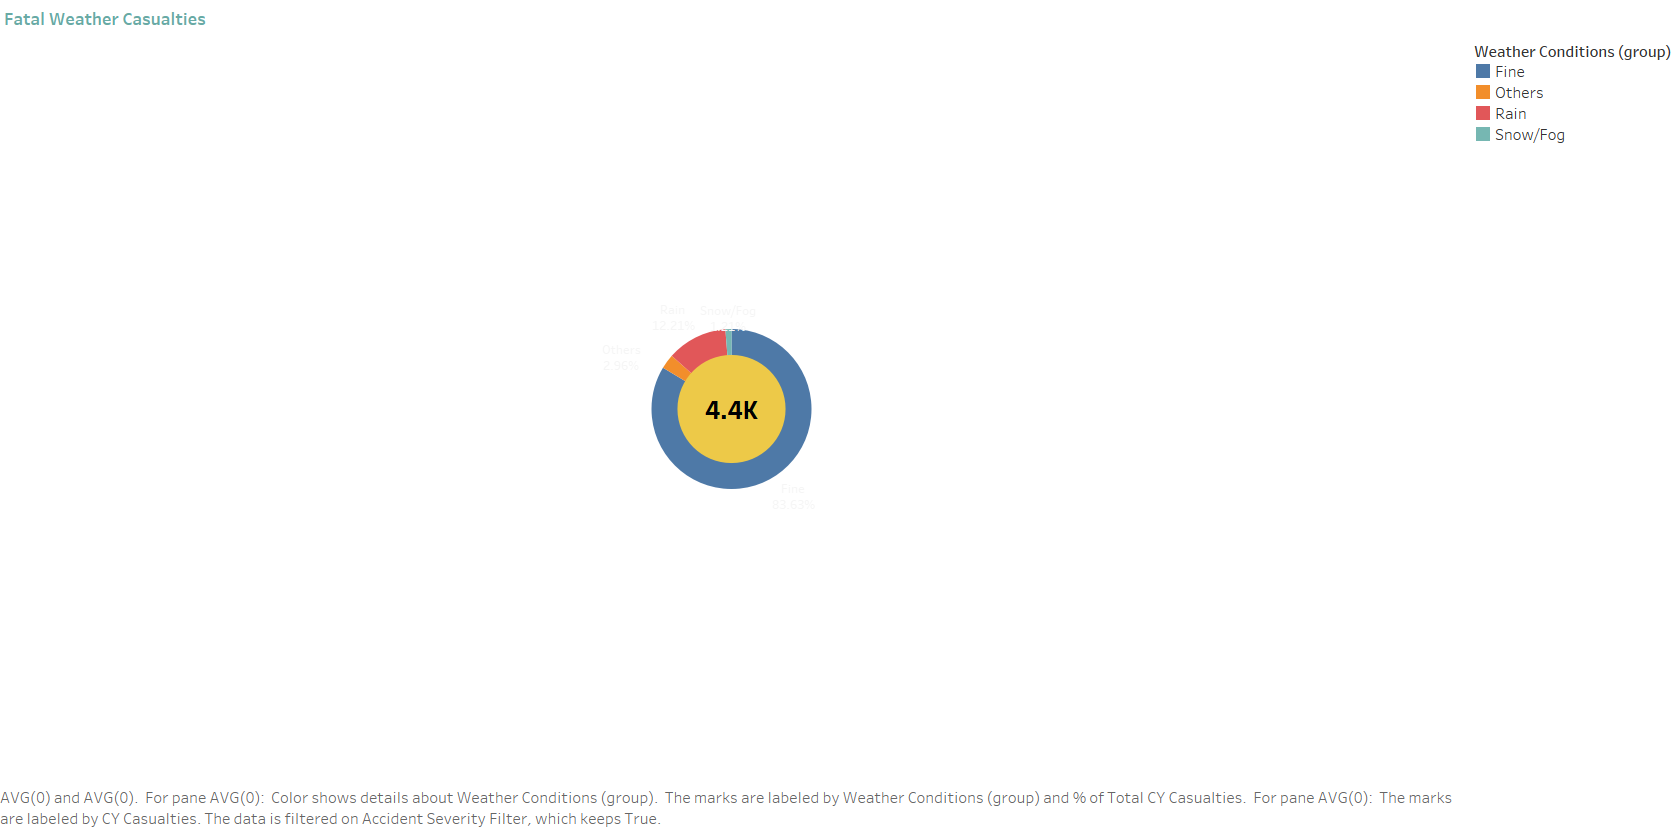 Fatal Weather Casualties
Weather Conditions (group)
Fine
Others
Rain
Snow/Fog
Rain
12.21%
Snow/Fog
Others
2.96%
4.4K
Fine
83.63%
AVG(0) and AVG(0).  For pane AVG(0):  Color shows details about Weather Conditions (group).  The marks are labeled by Weather Conditions (group) and % of Total CY Casualties.  For pane AVG(0):  The marks
are labeled by CY Casualties. The data is filtered on Accident Severity Filter, which keeps True.